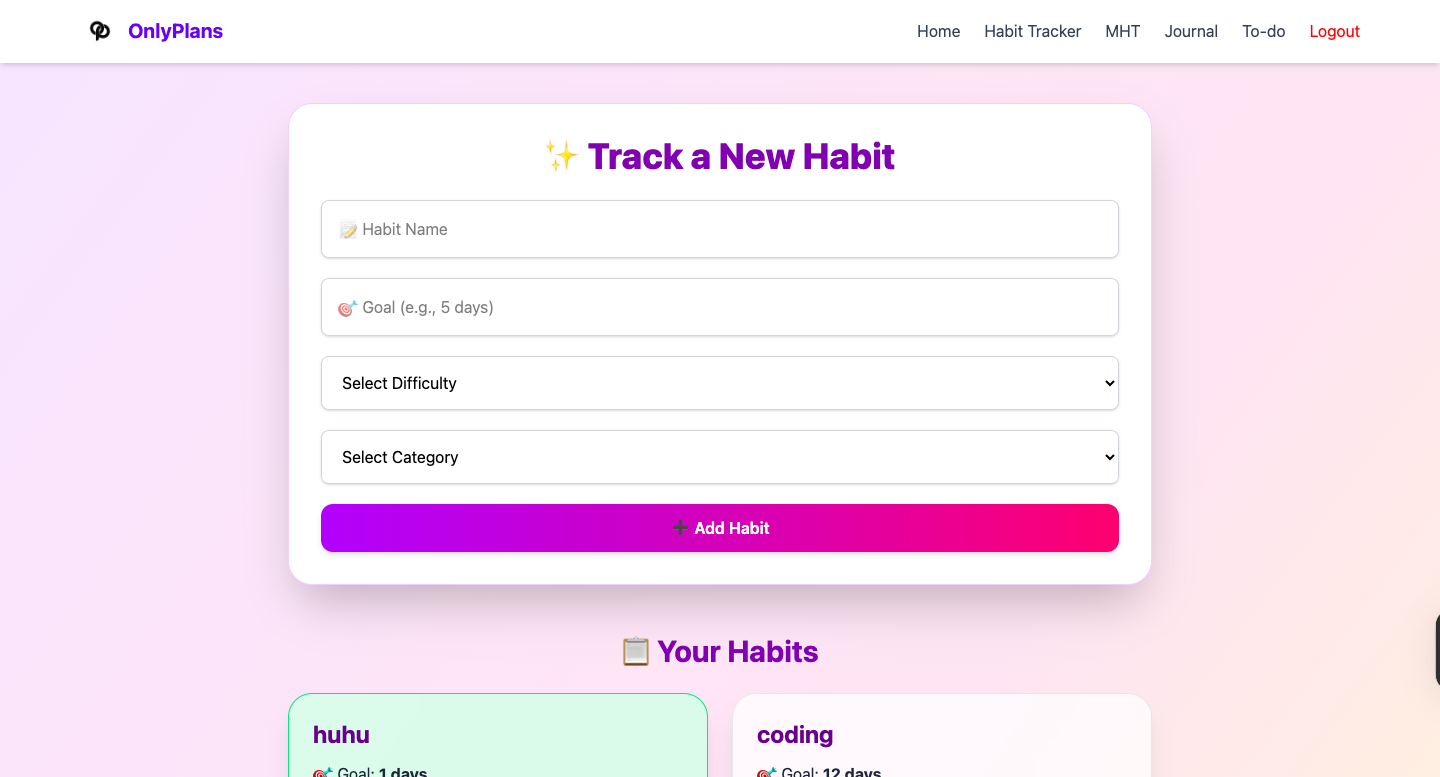 OnlyPlans
Home Habit Tracker MHT Journal To-do Logout
✨ Track a New Habit
📝 Habit Name
🎯 Goal (e.g., 5 days)
Select Difficulty
Select Category
➕ Add Habit
📋 Your Habits
huhu
🎯 Goal: 1 days
coding
🎯 Goal: 12 days